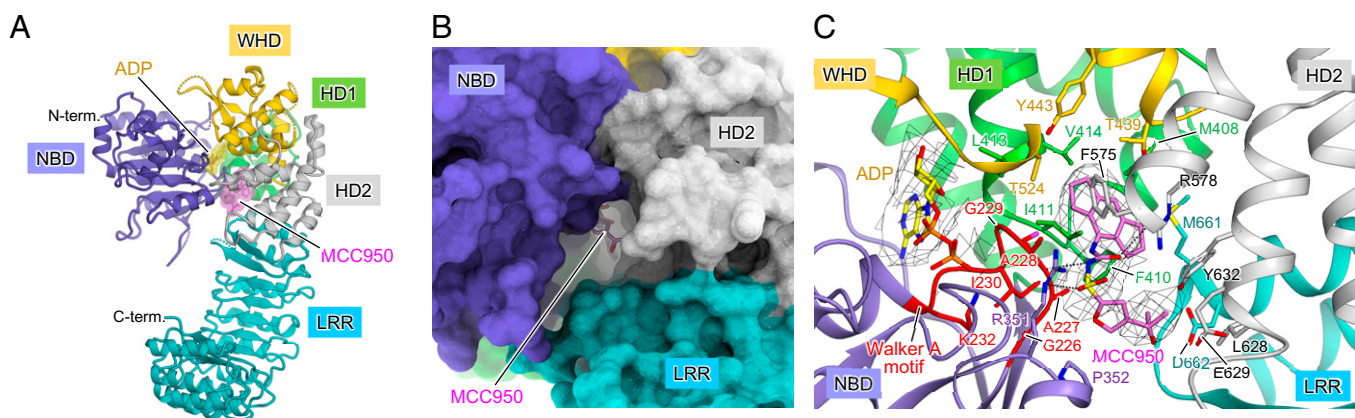 A
WHD
ADP
HD1
N-term.
NBD
HD2
MCC950
C-term.
LRR
B
NBD
HD2
MCC950
LRR
C
WHD
HD1
HD2
Y443
T439
M408
L413
V414
F575
ADP
T524
R578
G229
I411
M661
A228
F410
I230
Y632
R351
A227
K232
G226
Walker A
motif
MCC950
L628
D662
E629
P352
NBD
LRR